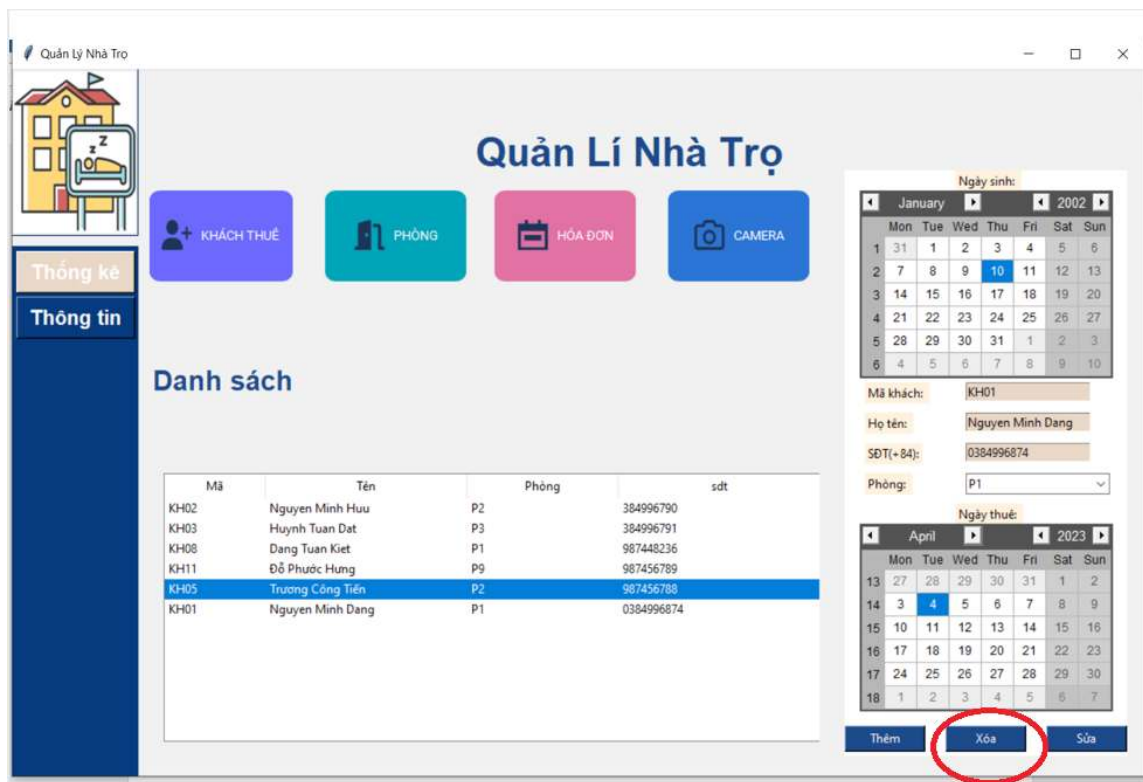 Quản Lý Nhà Trọ
z Z
Quản Lí Nhà Trọ
KHÁCH THUÊ
PHÒNG
HÓA ĐƠN
CAMERA
Thống kê
Thông tin
Danh sách
Mã Tên Phòng sdt
KH02 Nguyen Minh Huu P2 384996790
KH03 Huynh Tuan Dat P3 384996791
KH08 Dang Tuan Kiet P1 987448236
KH11 Đỗ Phước Hưng P9 987456789
KH05 Trương Công Tiến P2 987456788
KH01 Nguyen Minh Dang P1 0384996874
Ngày sinh:
January 2002
Mon Tue Wed Thu Fri Sat Sun
1 31 1 2 3 4 5 6
2 7 8 9 10 11 12 13
3 14 15 16 17 18 19 20
4 21 22 23 24 25 26 27
5 28 29 30 31 1 2 3
6 4 5 6 7 8 9 10
Mã khách: KH01
Họ tên: Nguyen Minh Dang
SĐT(+84): 0384996874
Phòng: P1
Ngày thuê:
April 2023
Mon Tue Wed Thu Fri Sat Sun
13 27 28 29 30 31 1 2
14 3 4 5 6 7 8 9
15 10 11 12 13 14 15 16
16 17 18 19 20 21 22 23
17 24 25 26 27 28 29 30
18 1 2 3 4 5 6 7
Thêm Xóa Sửa